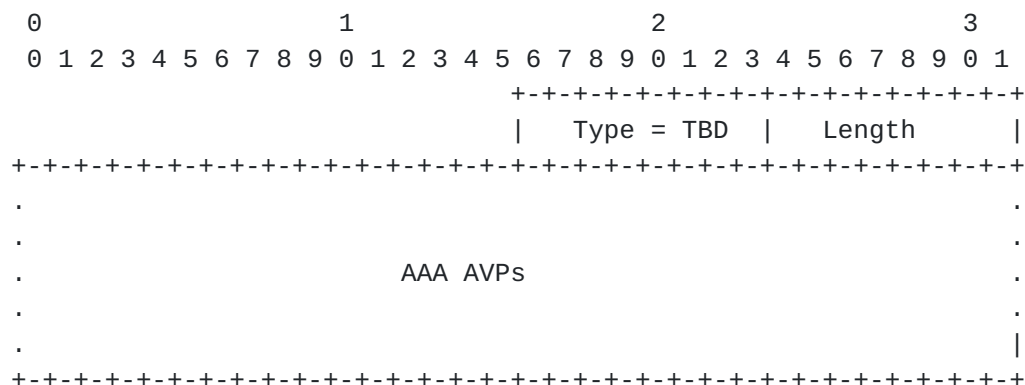 0                   1                   2                   3
 0 1 2 3 4 5 6 7 8 9 0 1 2 3 4 5 6 7 8 9 0 1 2 3 4 5 6 7 8 9 0 1
                                +-+-+-+-+-+-+-+-+-+-+-+-+-+-+-+-+
                                |   Type = TBD  |   Length      |
+-+-+-+-+-+-+-+-+-+-+-+-+-+-+-+-+-+-+-+-+-+-+-+-+-+-+-+-+-+-+-+-+
.                                                               .
.                                                               .
.                        AAA AVPs                               .
.                                                               .
.                                                               |
+-+-+-+-+-+-+-+-+-+-+-+-+-+-+-+-+-+-+-+-+-+-+-+-+-+-+-+-+-+-+-+-+